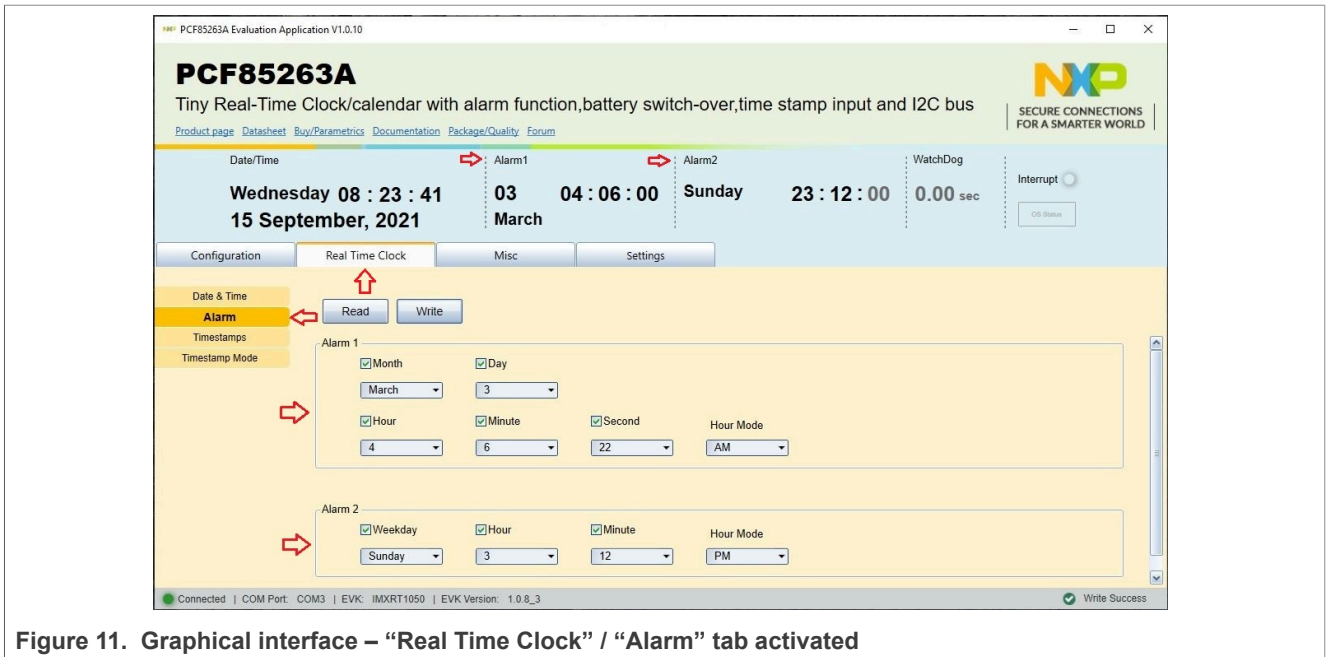 NXP PCF85263A Evaluation Application V1.0.10
PCF85263A
Tiny Real-Time Clock/calendar with alarm function,battery switch-over,time stamp input and I2C bus
Product page Datasheet Buy/Parametrics Documentation Package/Quality Forum
NXP
SECURE CONNECTIONS
FOR A SMARTER WORLD
Date/Time Alarm1 Alarm2 WatchDog
Interrupt
Wednesday 08 : 23 : 41 03 04 : 06 : 00 Sunday 23 : 12 : 00 0.00 sec
15 September, 2021 March
OS Status
Configuration Real Time Clock Misc Settings
Date & Time
Alarm
Timestamps
Timestamp Mode
Read Write
Alarm 1
Month Day
March 3
Hour Minute Second Hour Mode
4 6 22 AM
Alarm 2
Weekday Hour Minute Hour Mode
Sunday 3 12 PM
Connected | COM Port: COM3 | EVK: IMXRT1050 | EVK Version: 1.0.8_3 Write Success
Figure 11. Graphical interface – “Real Time Clock” / “Alarm” tab activated